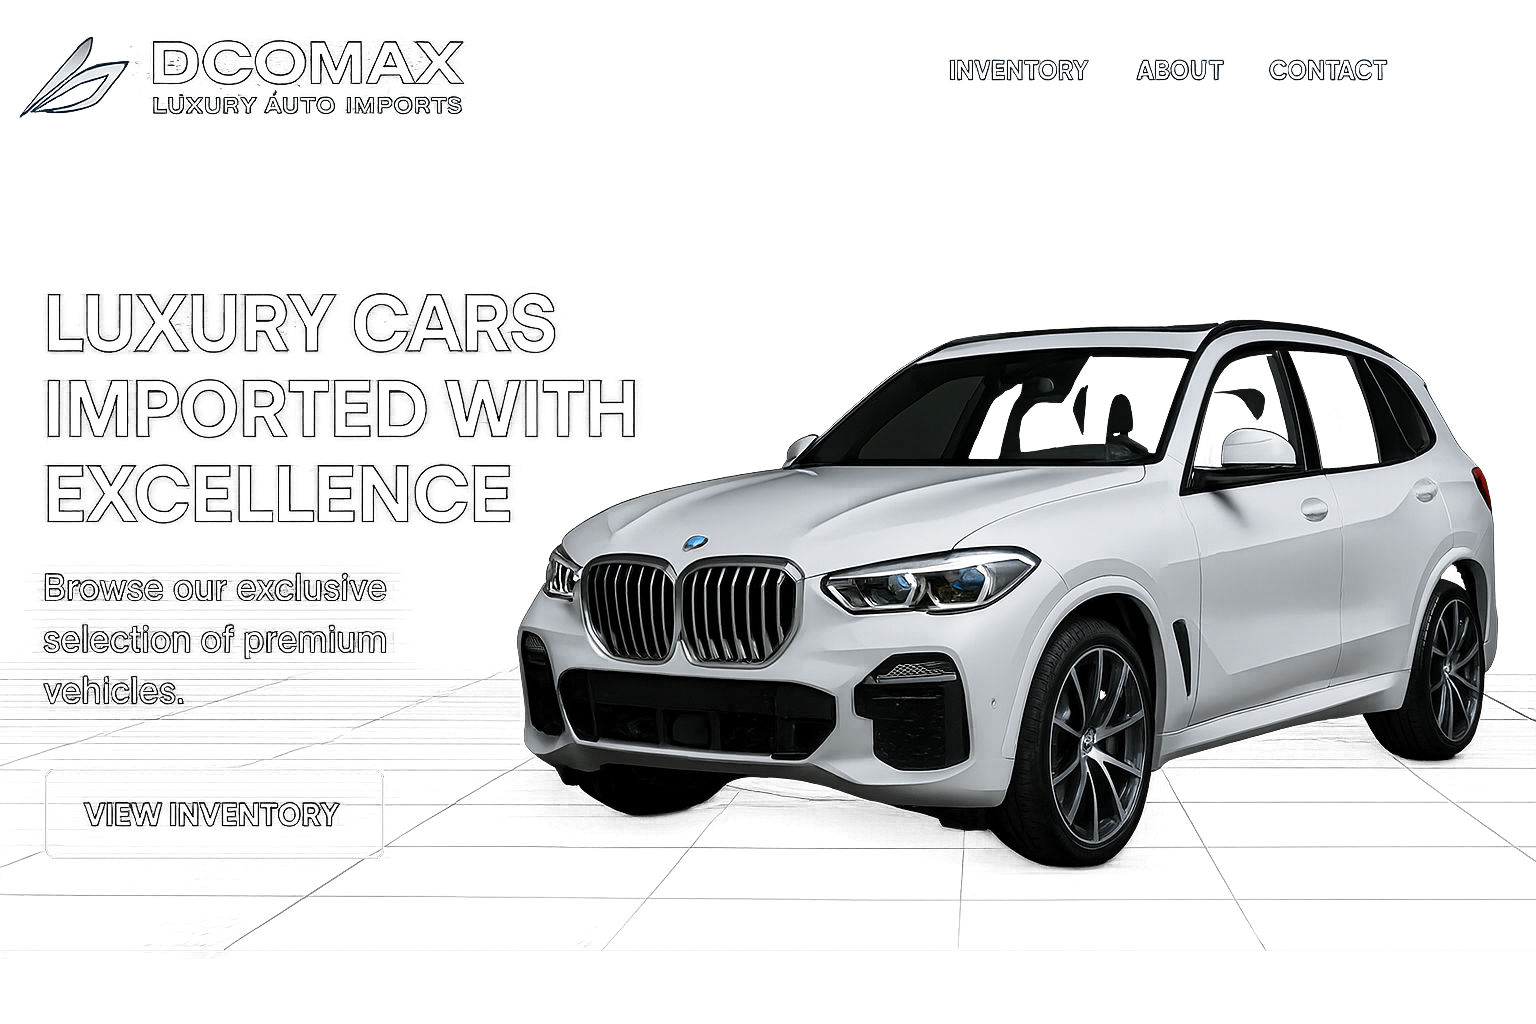 DCOMAX
LUXURY AUTO IMPORTS
INVENTORY ABOUT CONTACT
LUXURY CARS
IMPORTED WITH
EXCELLENCE
Browse our exclusive
selection of premium
vehicles.
VIEW INVENTORY